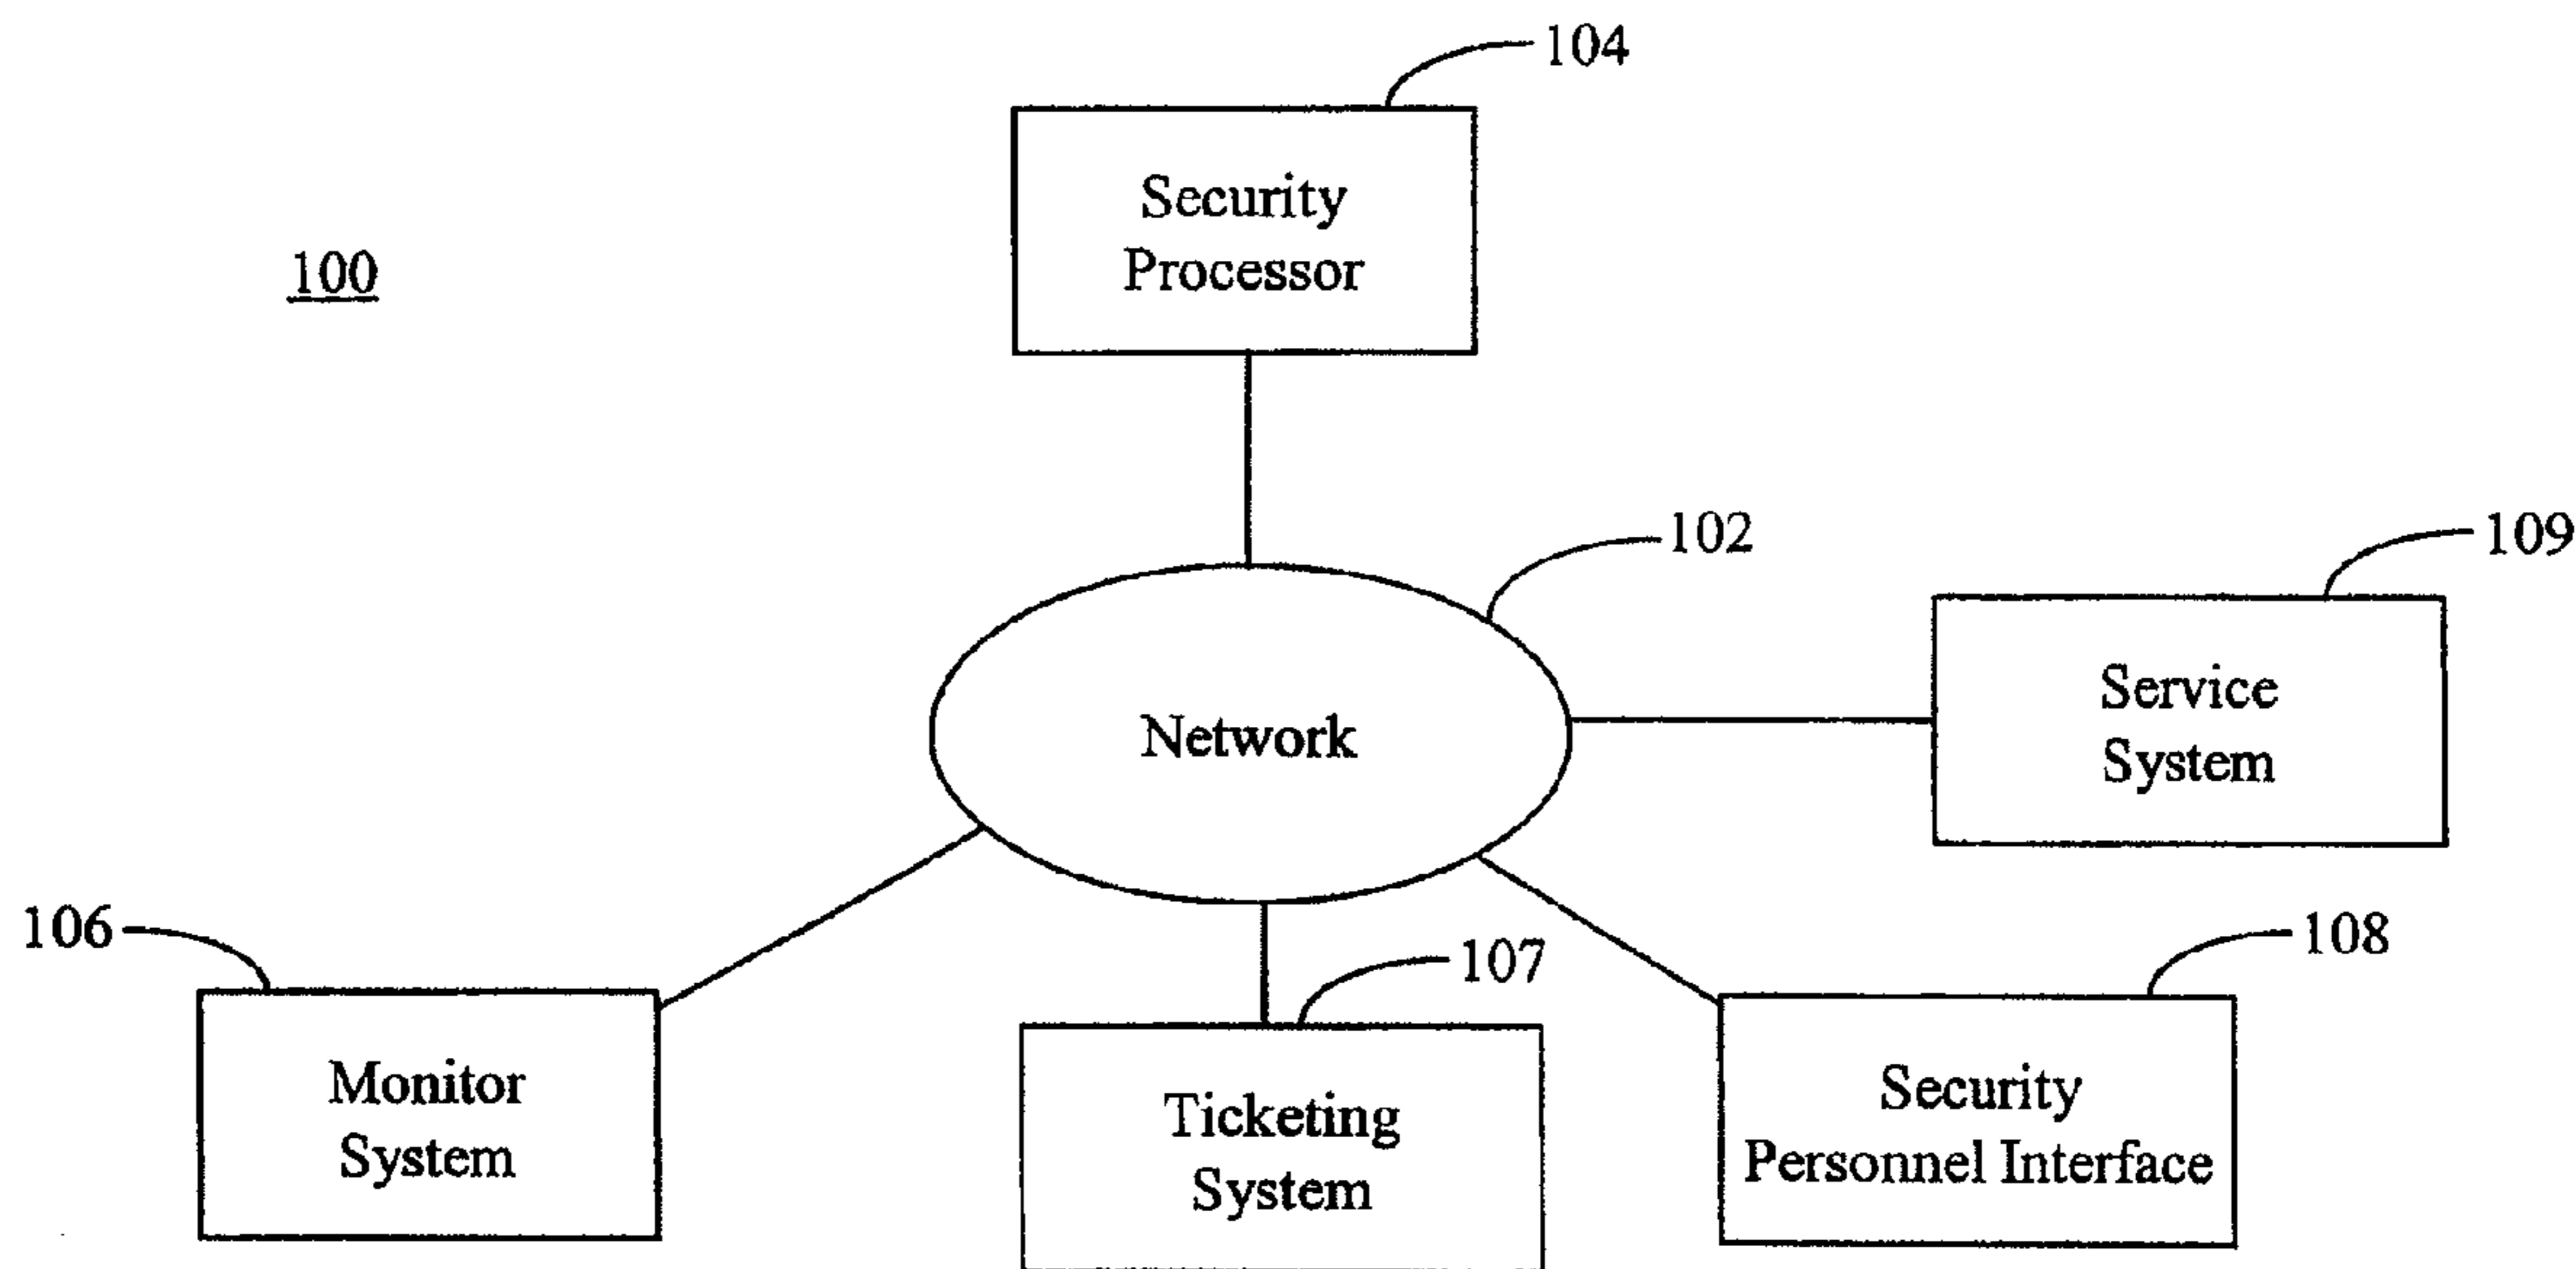 104
Security
Processor
100
102
109
Network
Service
System
106
107
108
Monitor
System
Ticketing
System
Security
Personnel Interface